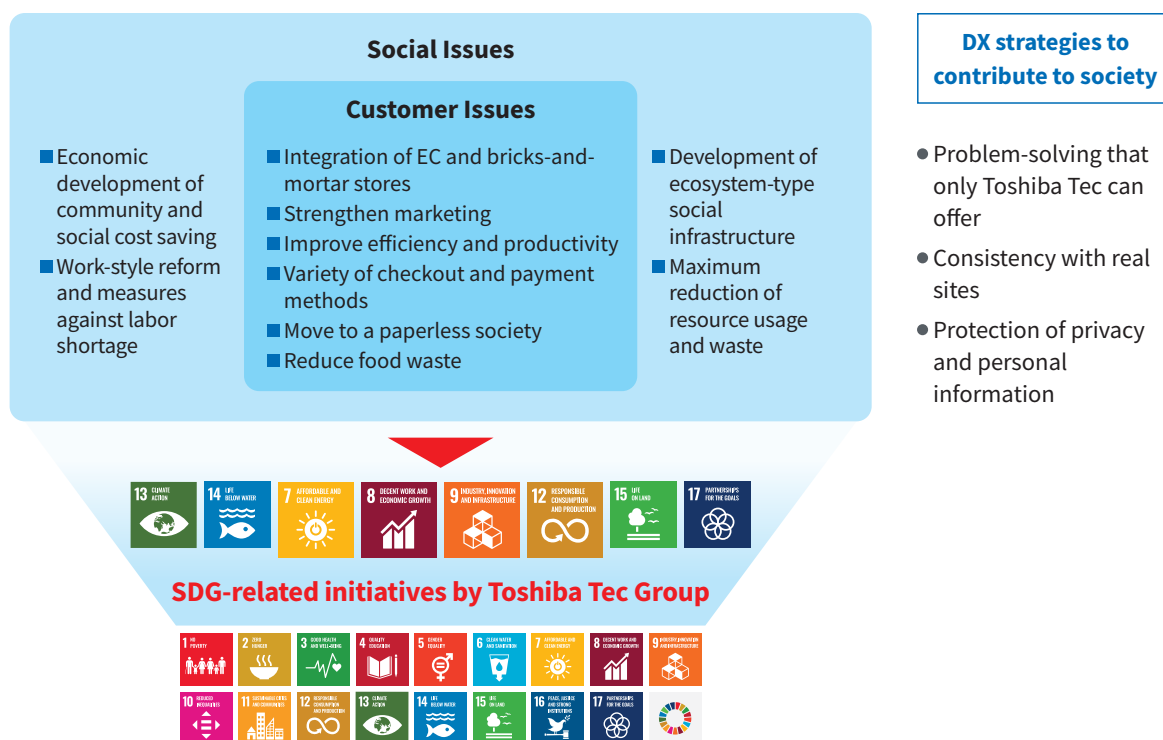 Social Issues
Customer Issues
■ Economic
development of
community and
social cost saving
■ Work-style reform
and measures
against labor
shortage
■ Integration of EC and bricks-and-
mortar stores
■ Strengthen marketing
■ Improve efficiency and productivity
■ Variety of checkout and payment
methods
■ Move to a paperless society
■ Reduce food waste
■ Development of
ecosystem-type
social
infrastructure
■ Maximum
reduction of
resource usage
and waste
DX strategies to
contribute to society
● Problem-solving that
only Toshiba Tec can
offer
● Consistency with real
sites
● Protection of privacy
and personal
information
13 CLIMATE
ACTION
14 LIFE
BELOW WATER
7 AFFORDABLE AND
CLEAN ENERGY
8 DECENT WORK AND
ECONOMIC GROWTH
9 INDUSTRY, INNOVATION
AND INFRASTRUCTURE
12 RESPONSIBLE
CONSUMPTION
AND PRODUCTION
15 LIFE
ON LAND
17 PARTNERSHIPS
FOR THE GOALS
SDG-related initiatives by Toshiba Tec Group
1 NO
POVERTY
2 ZERO
HUNGER
3 GOOD HEALTH
AND WELL-BEING
4 QUALITY
EDUCATION
5 GENDER
EQUALITY
6 CLEAN WATER
AND SANITATION
7 AFFORDABLE AND
CLEAN ENERGY
8 DECENT WORK AND
ECONOMIC GROWTH
9 INDUSTRY, INNOVATION
AND INFRASTRUCTURE
10 REDUCED
INEQUALITIES
11 SUSTAINABLE CITIES
AND COMMUNITIES
12 RESPONSIBLE
CONSUMPTION
AND PRODUCTION
13 CLIMATE
ACTION
14 LIFE
BELOW WATER
15 LIFE
ON LAND
16 PEACE, JUSTICE
AND STRONG
INSTITUTIONS
17 PARTNERSHIPS
FOR THE GOALS